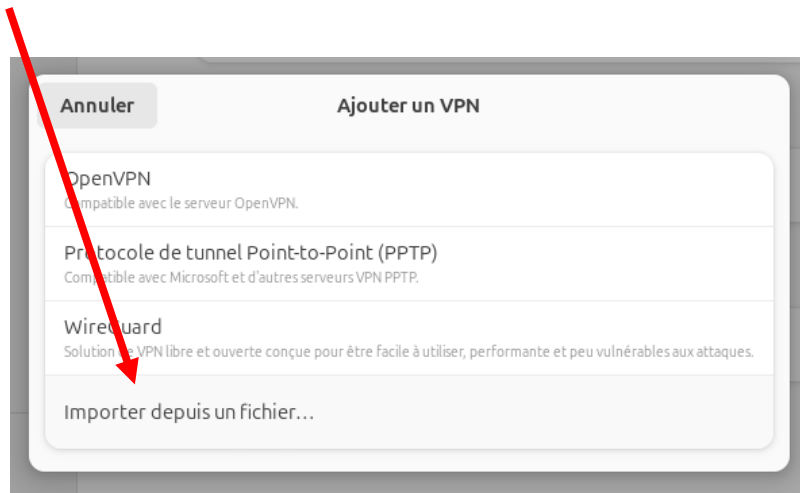 Annuler
Ajouter un VPN
OpenVPN
Compatible avec le serveur OpenVPN.
Protocole de tunnel Point-to-Point (PPTP)
Compatible avec Microsoft et d'autres serveurs VPN PPTP.
WireGuard
Solution de VPN libre et ouverte conçue pour être facile à utiliser, performante et peu vulnérables aux attaques.
Importer depuis un fichier…